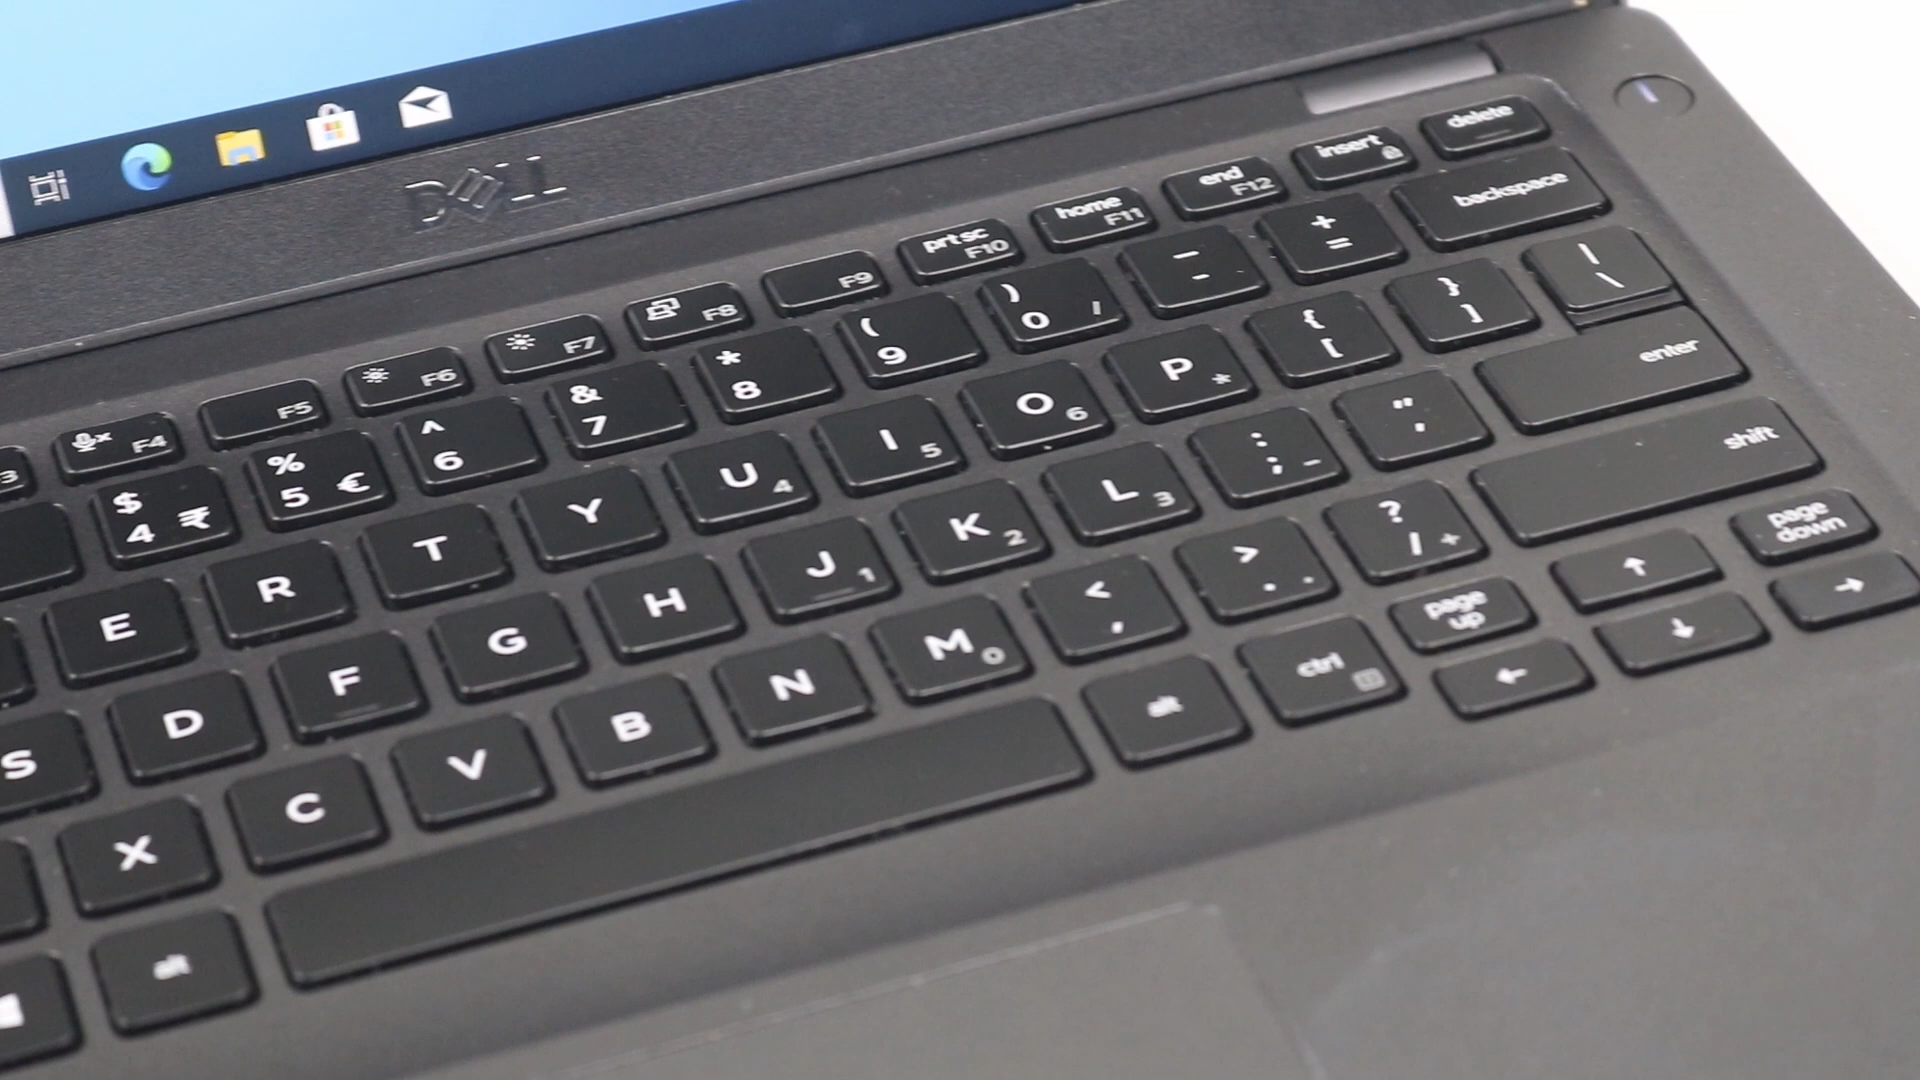 DELL
delete
insert
end F12
home F11
prt sc F10
F9
F8
F7
F6
F5
F4
3
backspace
+ =
_ -
) 0 /
( 9
* 8
& 7
^ 6
% 5 €
$ 4 ₹
| \
} ]
{ [
P *
O 6
I 5
U 4
Y
T
R
E
enter
" '
: ; -
L 3
K 2
J 1
H
G
F
D
S
shift
? / +
> . .
< ,
M 0
N
B
V
C
X
page down
page up
ctrl
alt
alt
↑
→
↓
←